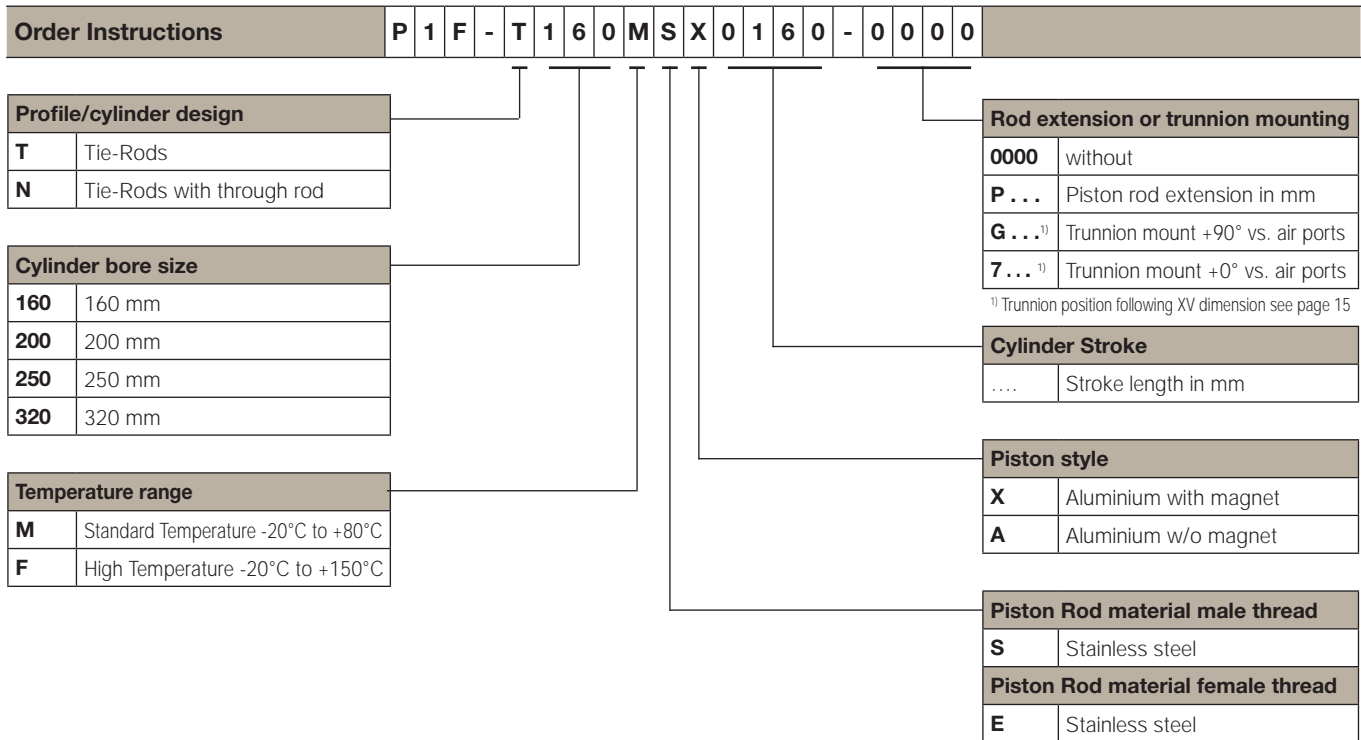 Order Instructions P 1 F - T 1 6 0 M S X 0 1 6 0 - 0 0 0 0
Profile/cylinder design
T Tie-Rods
N Tie-Rods with through rod
Cylinder bore size
160 160 mm
200 200 mm
250 250 mm
320 320 mm
Temperature range
M Standard Temperature -20°C to +80°C
F High Temperature -20°C to +150°C
Rod extension or trunnion mounting
0000 without
P . . . Piston rod extension in mm
G . . .¹⁾ Trunnion mount +90° vs. air ports
7 . . . ¹⁾ Trunnion mount +0° vs. air ports
¹⁾ Trunnion position following XV dimension see page 15
Cylinder Stroke
.... Stroke length in mm
Piston style
X Aluminium with magnet
A Aluminium w/o magnet
Piston Rod material male thread
S Stainless steel
Piston Rod material female thread
E Stainless steel